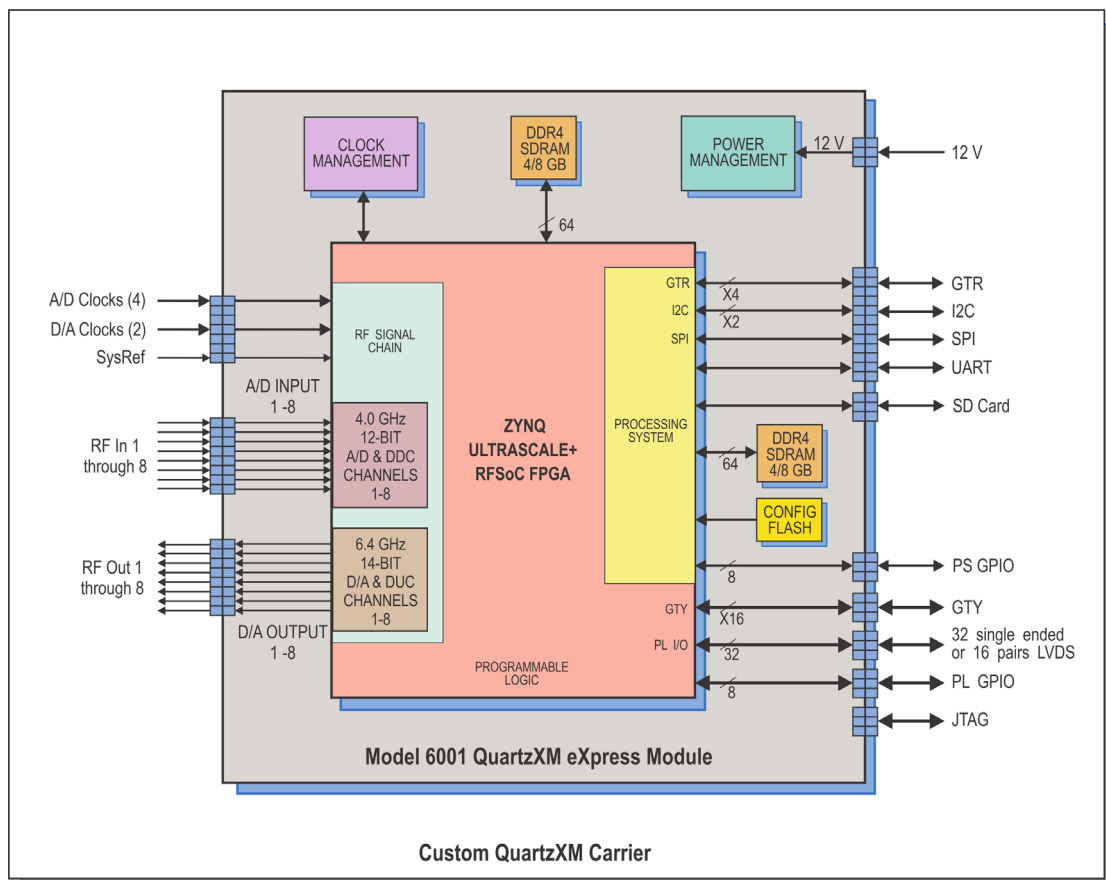 CLOCK
MANAGEMENT
DDR4
SDRAM
4/8 GB
POWER
MANAGEMENT
12 V
12 V
64
A/D Clocks (4)
D/A Clocks (2)
SysRef
A/D INPUT
1 -8
RF In 1
through 8
RF Out 1
through 8
D/A OUTPUT
1 -8
RF SIGNAL
CHAIN
4.0 GHz
12-BIT
A/D & DDC
CHANNELS
1-8
6.4 GHz
14-BIT
D/A & DUC
CHANNELS
1-8
ZYNQ
ULTRASCALE+
RFSoC FPGA
PROGRAMMABLE
LOGIC
PROCESSING
SYSTEM
GTR
X4
GTR
I2C
X2
I2C
SPI
SPI
UART
SD Card
64
DDR4
SDRAM
4/8 GB
CONFIG
FLASH
8
PS GPIO
GTY
X16
GTY
PL I/O
32
32 single ended
or 16 pairs LVDS
8
PL GPIO
JTAG
Model 6001 QuartzXM eXpress Module
Custom QuartzXM Carrier